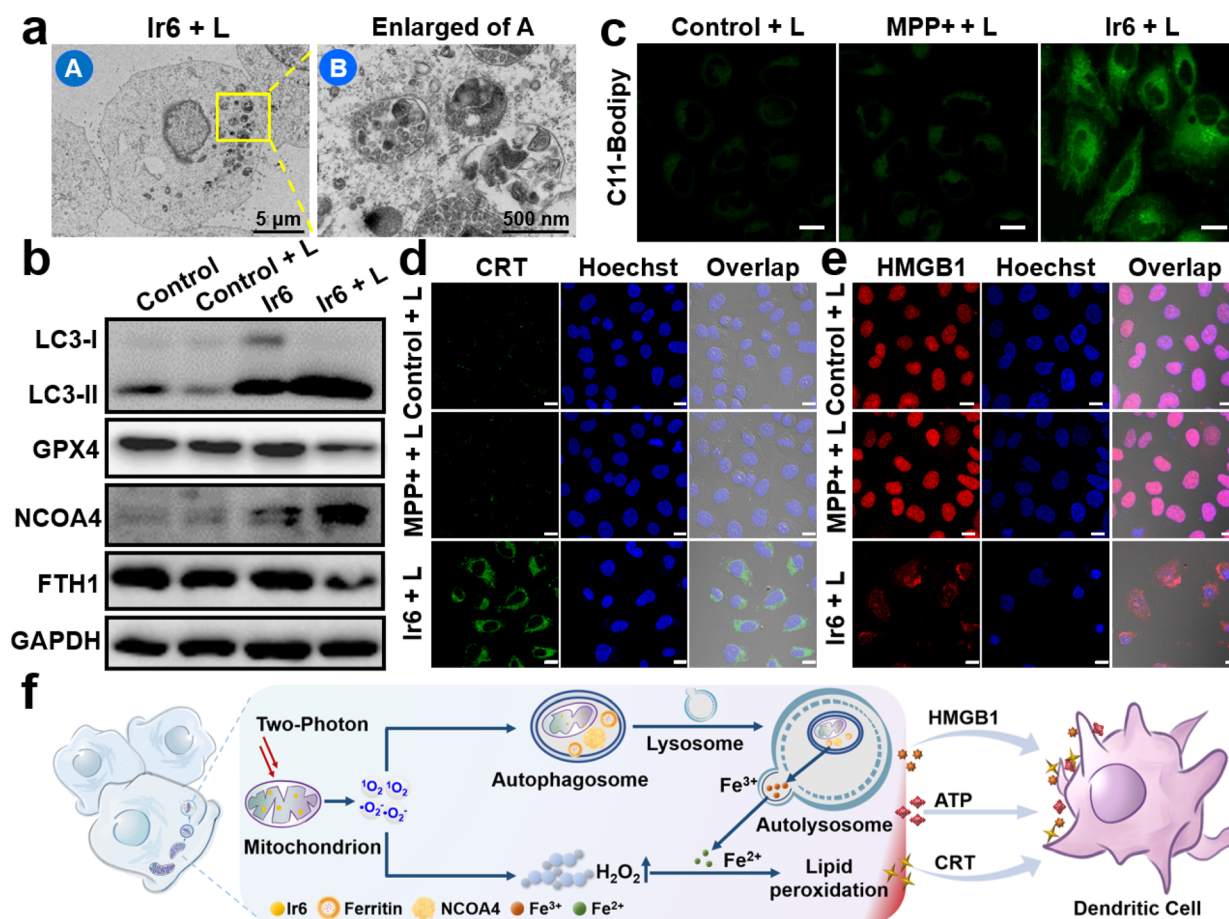 a
Ir6 + L
Enlarged of A
A
B
5 µm
500 nm
c
Control + L
MPP+ + L
Ir6 + L
C11-Bodipy
b
Control
Control + L
Ir6
Ir6 + L
LC3-I
LC3-II
GPX4
NCOA4
FTH1
GAPDH
d
CRT
Hoechst
Overlap
Control + L
MPP+ + L
Ir6 + L
e
HMGB1
Hoechst
Overlap
Control + L
MPP+ + L
Ir6 + L
f
Two-Photon
Mitochondrion
¹O₂ ¹O₂
•O₂⁻•O₂⁻
Autophagosome
Lysosome
Fe³⁺
Autolysosome
H₂O₂
Fe²⁺
Lipid
peroxidation
HMGB1
ATP
CRT
Dendritic Cell
Ir6
Ferritin
NCOA4
Fe³⁺
Fe²⁺